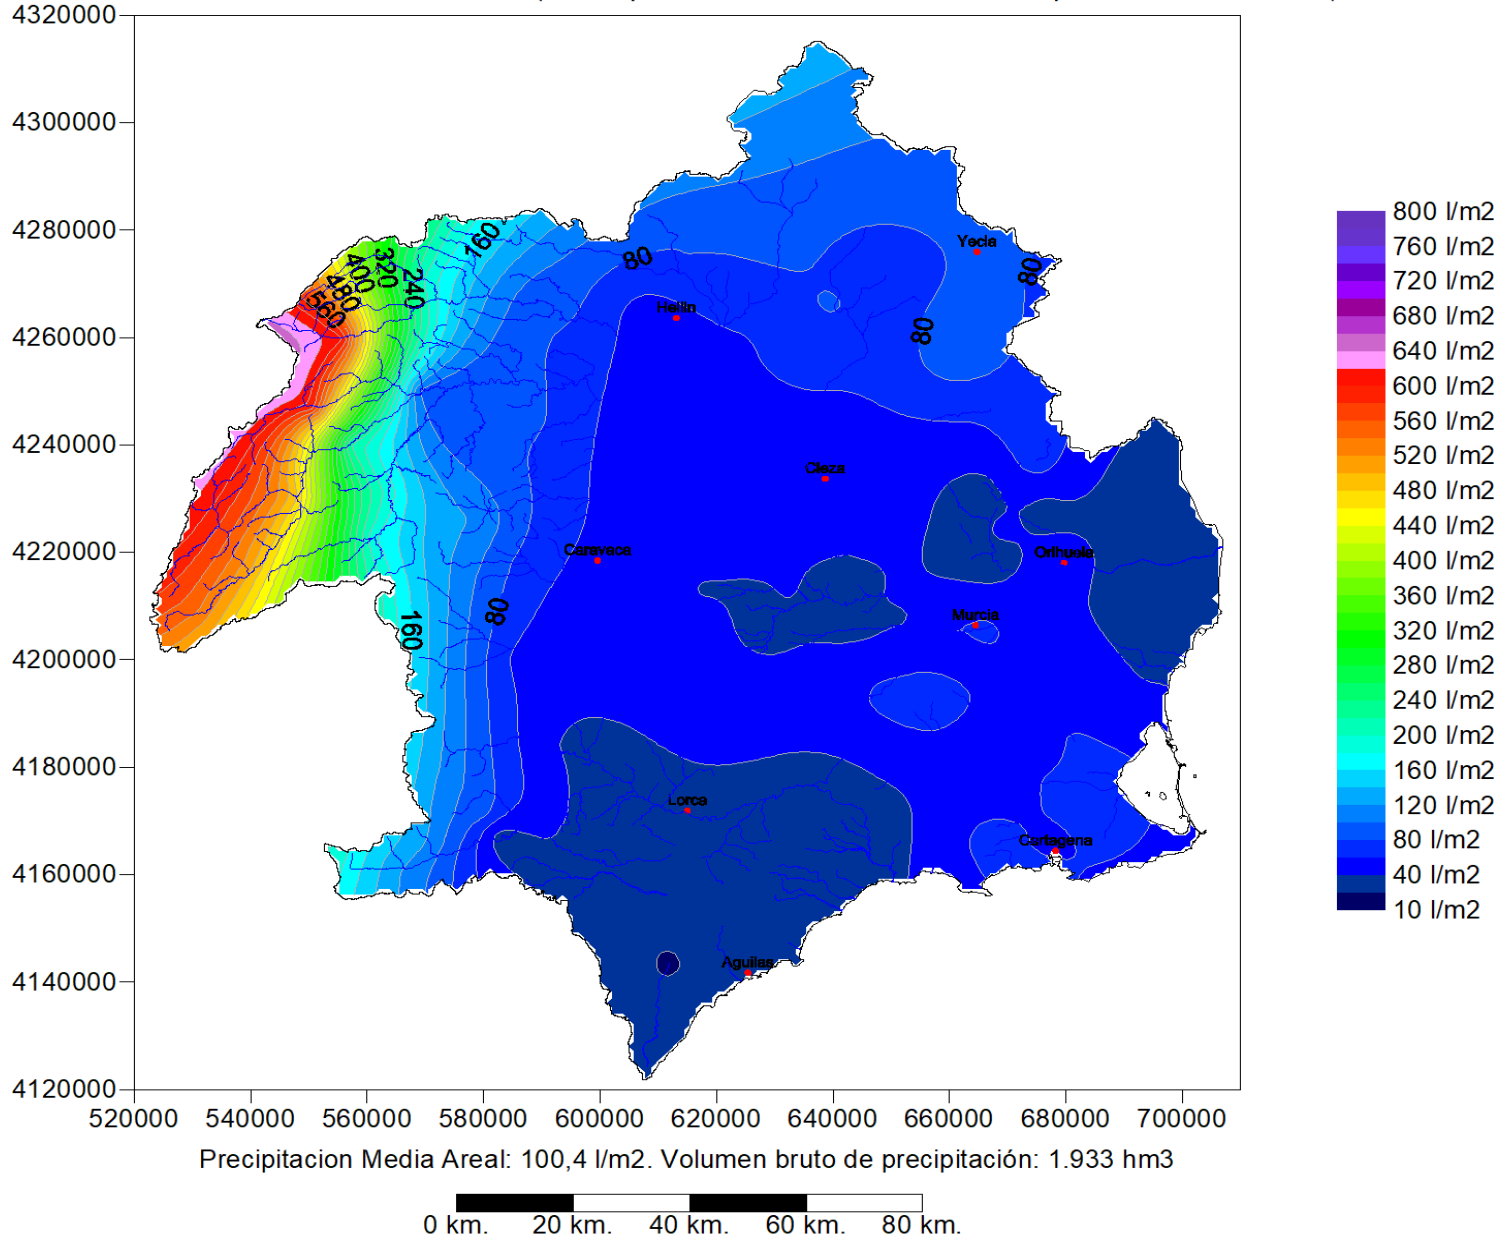 4320000
4300000
4280000
4260000
4240000
4220000
4200000
4180000
4160000
4140000
4120000
520000 540000 560000 580000 600000 620000 640000 660000 680000 700000
160
80
400
320
240
480
560
80
80
80
160
Yecla
Hellin
Cieza
Caravaca
Orihuela
Murcia
Lorca
Cartagena
Aguilas
800 l/m2
760 l/m2
720 l/m2
680 l/m2
640 l/m2
600 l/m2
560 l/m2
520 l/m2
480 l/m2
440 l/m2
400 l/m2
360 l/m2
320 l/m2
280 l/m2
240 l/m2
200 l/m2
160 l/m2
120 l/m2
80 l/m2
40 l/m2
10 l/m2
Precipitacion Media Areal: 100,4 l/m2. Volumen bruto de precipitación: 1.933 hm3
0 km. 20 km. 40 km. 60 km. 80 km.